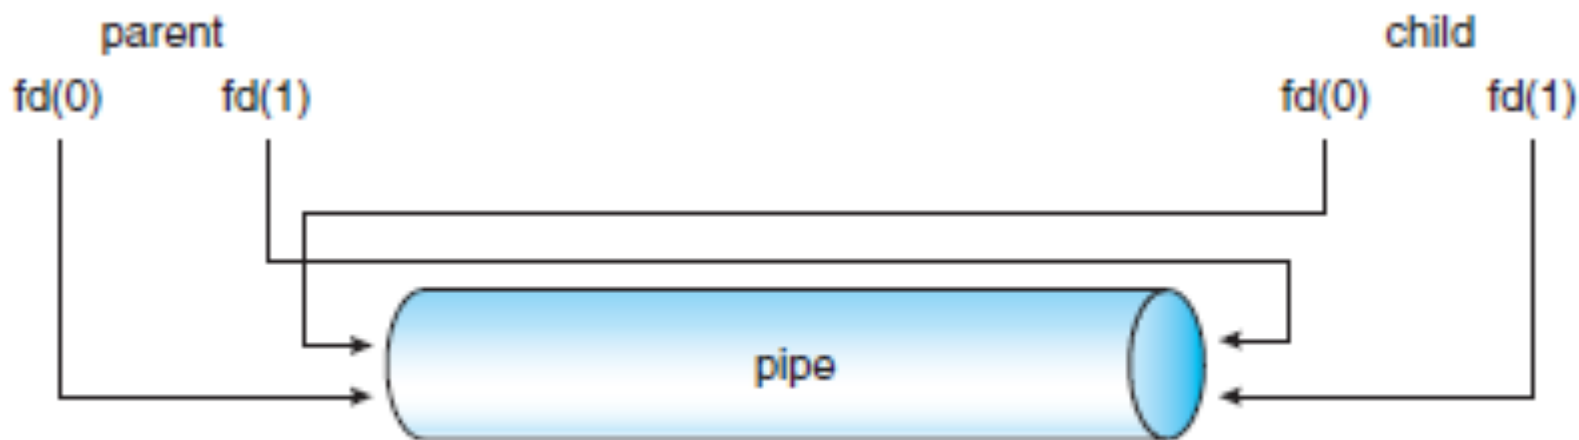 parent child
fd(0) fd(1) fd(0) fd(1)
pipe